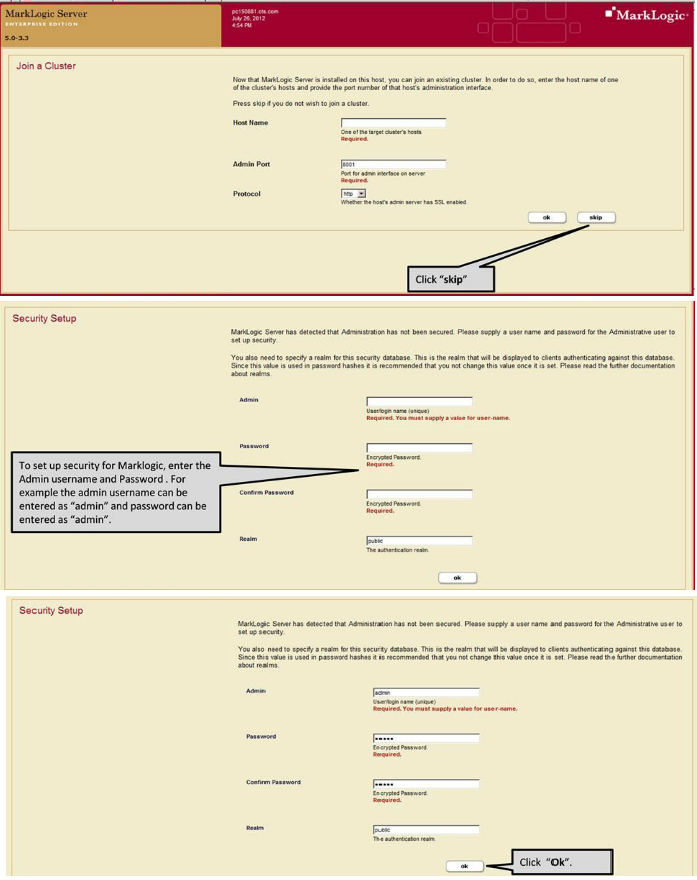 MarkLogic Server
ENTERPRISE EDITION
5.0-3.3
pc150881.cts.com
July 26, 2012
4:54 PM
MarkLogic
Join a Cluster
Now that MarkLogic Server is installed on this host, you can join an existing cluster. In order to do so, enter the host name of one
of the cluster's hosts and provide the port number of that host's administration interface.
Press skip if you do not wish to join a cluster.
Host Name
One of the target cluster's hosts
Required.
Admin Port
8001
Port for admin interface on server
Required.
Protocol
http
Whether the host's admin server has SSL enabled.
ok
skip
Click "skip"
Security Setup
MarkLogic Server has detected that Administration has not been secured. Please supply a user name and password for the Administrative user to
set up security.
You also need to specify a realm for this security database. This is the realm that will be displayed to clients authenticating against this database.
Since this value is used in password hashes it is recommended that you not change this value once it is set. Please read the further documentation
about realms.
Admin
User/login name (unique)
Required. You must supply a value for user-name.
Password
Encrypted Password.
Required.
To set up security for Marklogic, enter the
Admin username and Password . For
example the admin username can be
entered as "admin" and password can be
entered as "admin".
Confirm Password
Encrypted Password.
Required.
Realm
public
The authentication realm.
ok
Security Setup
MarkLogic Server has detected that Administration has not been secured. Please supply a user name and password for the Administrative user to
set up security.
You also need to specify a realm for this security database. This is the realm that will be displayed to clients authenticating against this database.
Since this value is used in password hashes it is recommended that you not change this value once it is set. Please read the further documentation
about realms.
Admin
admin
User/login name (unique)
Required. You must supply a value for user-name.
Password
•••••
Encrypted Password.
Required.
Confirm Password
•••••
Encrypted Password.
Required.
Realm
public
The authentication realm.
ok
Click "Ok".